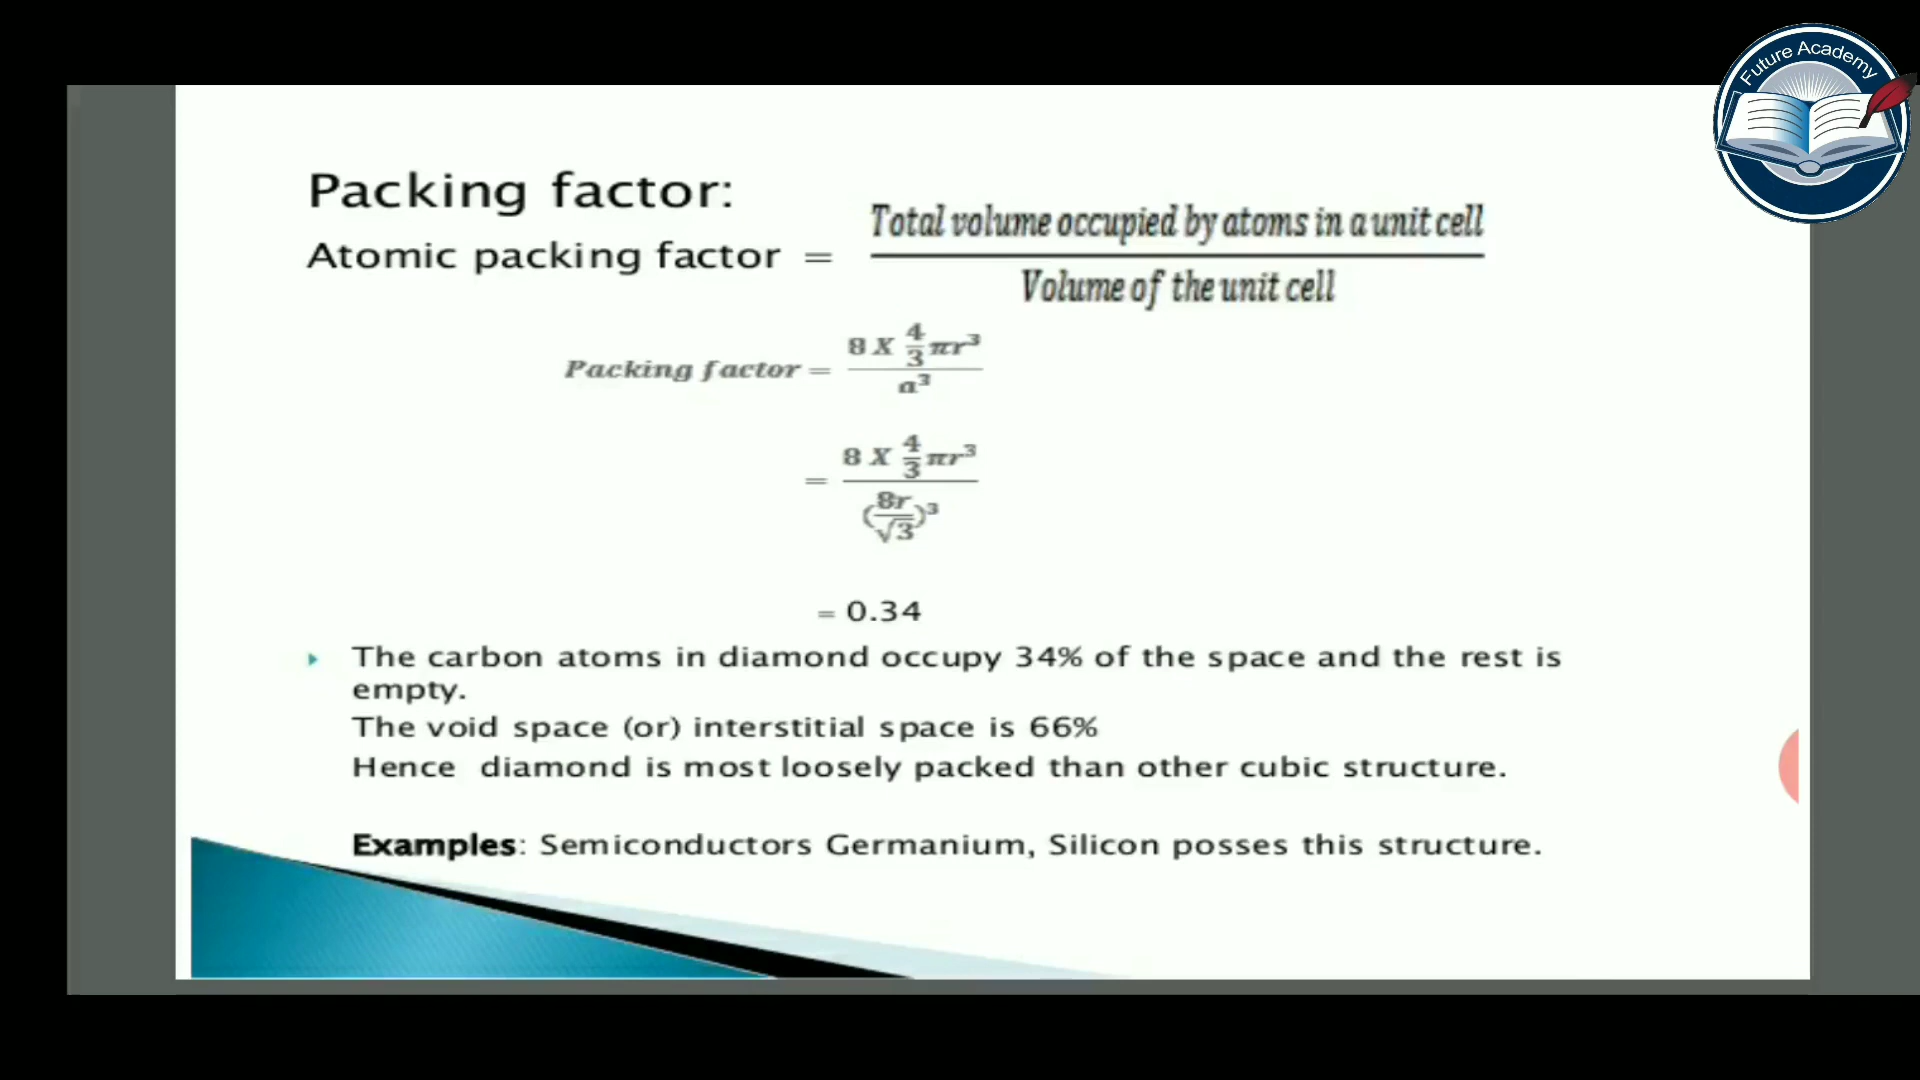 Future Academy
Packing factor:
Atomic packing factor = Total volume occupied by atoms in a unit cell / Volume of the unit cell
Packing factor = 8 X 4/3 πr³ / a³
= 8 X 4/3 πr³ / (8r/√3)³
= 0.34
The carbon atoms in diamond occupy 34% of the space and the rest is
empty.
The void space (or) interstitial space is 66%
Hence diamond is most loosely packed than other cubic structure.
Examples: Semiconductors Germanium, Silicon posses this structure.